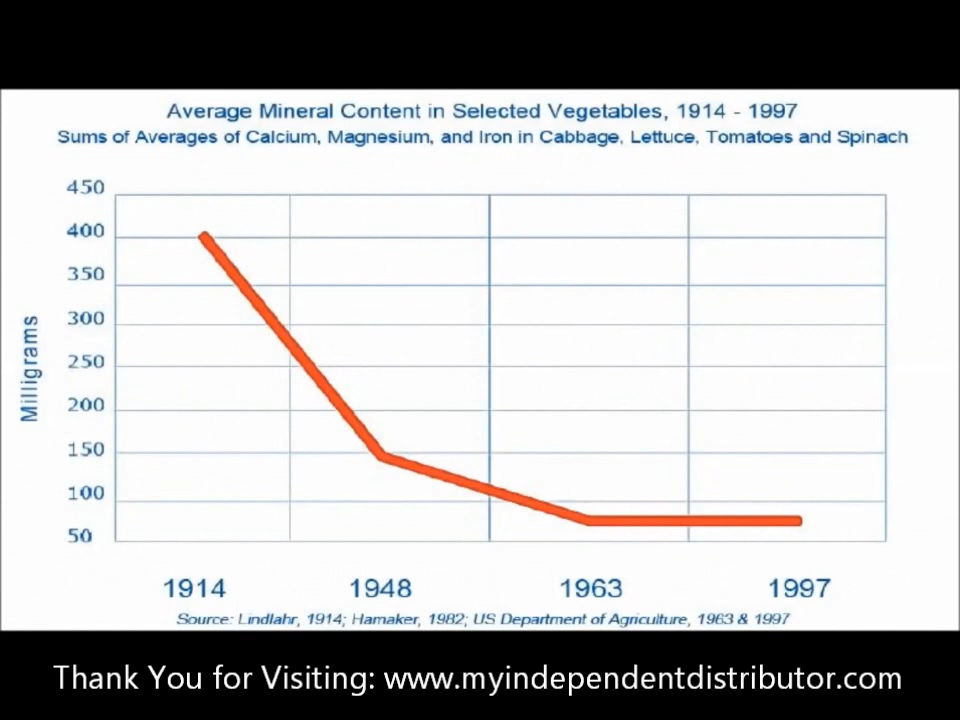 Average Mineral Content in Selected Vegetables, 1914 - 1997
Sums of Averages of Calcium, Magnesium, and Iron in Cabbage, Lettuce, Tomatoes and Spinach
450
400
350
300
250
200
150
100
50
Milligrams
1914 1948 1963 1997
Source: Lindlahr, 1914; Hamaker, 1982; US Department of Agriculture, 1963 & 1997
Thank You for Visiting: www.myindependentdistributor.com